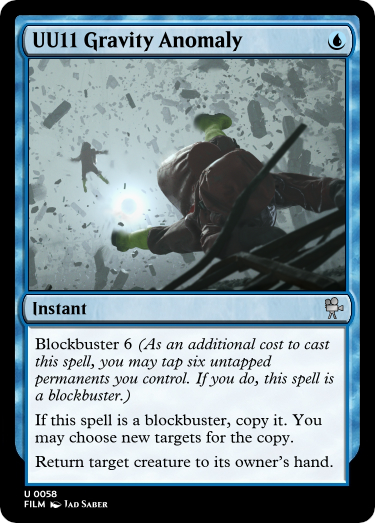 UU11 Gravity Anomaly
Instant
Blockbuster 6 (As an additional cost to cast
this spell, you may tap six untapped
permanents you control. If you do, this spell is
a blockbuster.)
If this spell is a blockbuster, copy it. You
may choose new targets for the copy.
Return target creature to its owner's hand.
U 0058
FILM Jad Saber